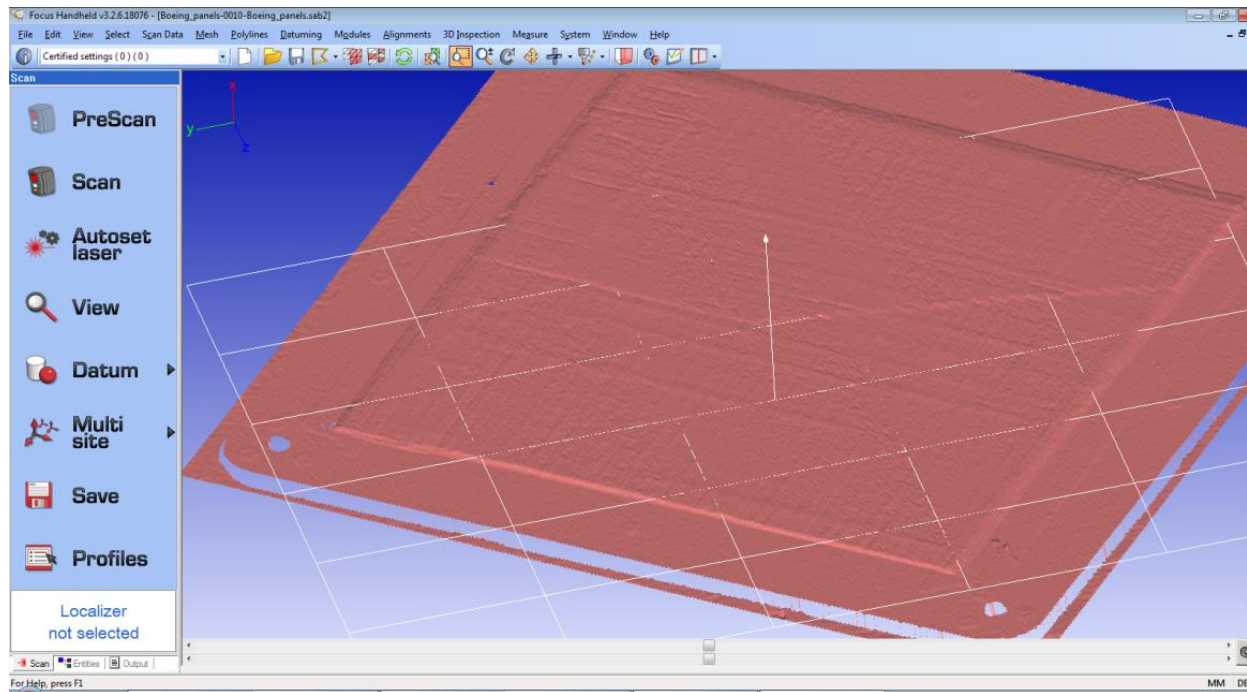 Focus Handheld v3.2.6.18076 - [Boeing_panels-0010-Boeing_panels.sab2]
File Edit View Select Scan Data Mesh Polylines Datuming Modules Alignments 3D Inspection Measure System Window Help
Certified settings ( 0 ) ( 0 )
Scan
x
y
z
PreScan
Scan
Autoset
laser
View
Datum
Multi
site
Save
Profiles
Localizer
not selected
Scan Entities Output
For Help, press F1
MM